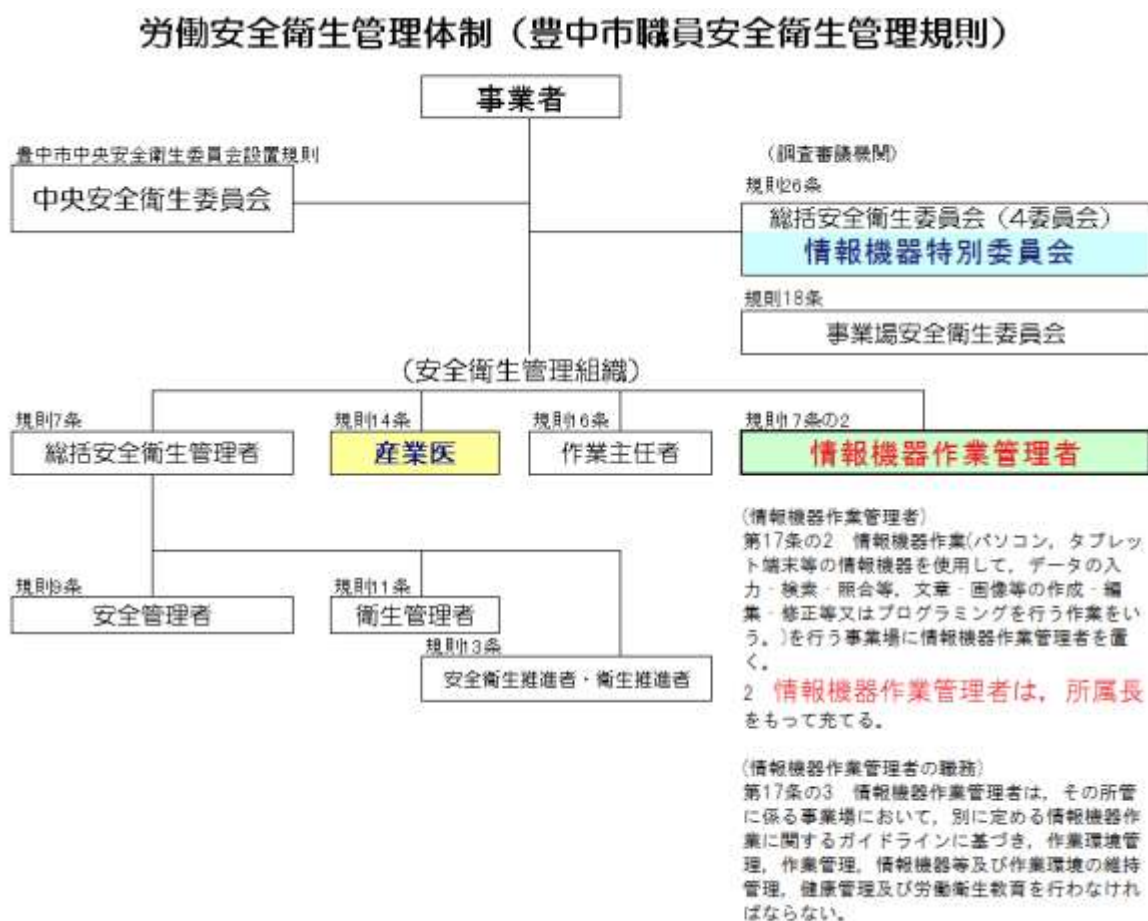 労働安全衛生管理体制（豊中市職員安全衛生管理規則）
事業者
豊中市中央安全衛生委員会設置規則
中央安全衛生委員会
（調査審議機関）
規則26条
総括安全衛生委員会（4委員会）
情報機器特別委員会
規則18条
事業場安全衛生委員会
（安全衛生管理組織）
規則7条
総括安全衛生管理者
規則14条
産業医
規則16条
作業主任者
規則17条の2
情報機器作業管理者
規則9条
安全管理者
規則11条
衛生管理者
規則13条
安全衛生推進者・衛生推進者
(情報機器作業管理者)
第17条の2　情報機器作業(パソコン，タブレッ
ト端末等の情報機器を使用して，データの入
力・検索・照合等，文章・画像等の作成・編
集・修正等又はプログラミングを行う作業をい
う。)を行う事業場に情報機器作業管理者を置
く。
2　情報機器作業管理者は，所属長
をもって充てる。
(情報機器作業管理者の職務)
第17条の3　情報機器作業管理者は，その所管
に係る事業場において，別に定める情報機器作
業に関するガイドラインに基づき，作業環境管
理，作業管理，情報機器等及び作業環境の維持
管理，健康管理及び労働衛生教育を行わなけれ
ばならない。